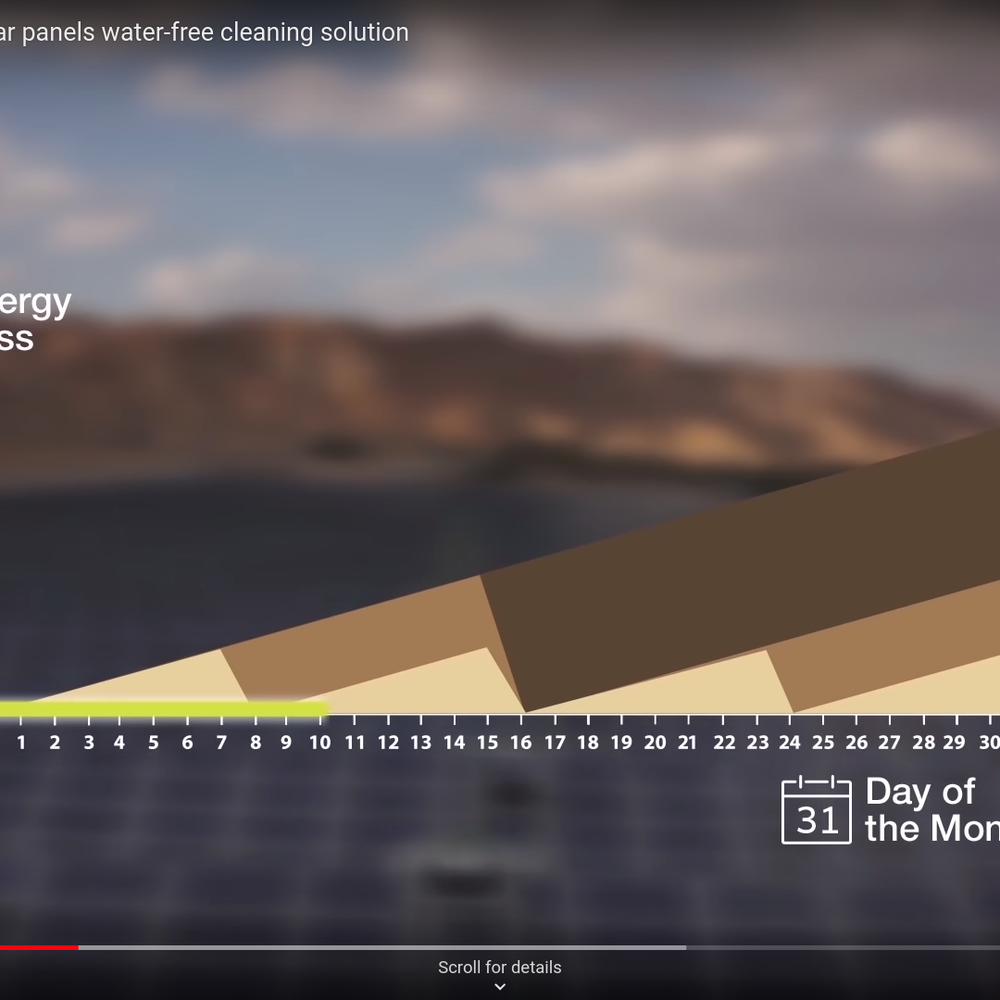 ar panels water-free cleaning solution
ergy
ss
1 2 3 4 5 6 7 8 9 10 11 12 13 14 15 16 17 18 19 20 21 22 23 24 25 26 27 28 29 30
31
Day of
the Mon
Scroll for details